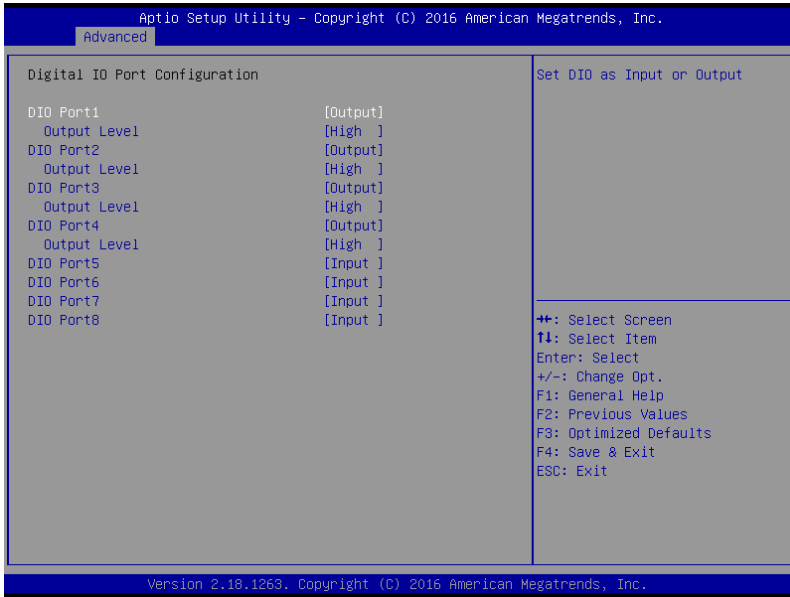 Aptio Setup Utility – Copyright (C) 2016 American Megatrends, Inc.
Advanced
Digital IO Port Configuration
DIO Port1 [Output]
Output Level [High ]
DIO Port2 [Output]
Output Level [High ]
DIO Port3 [Output]
Output Level [High ]
DIO Port4 [Output]
Output Level [High ]
DIO Port5 [Input ]
DIO Port6 [Input ]
DIO Port7 [Input ]
DIO Port8 [Input ]
Set DIO as Input or Output
→←: Select Screen
↑↓: Select Item
Enter: Select
+/-: Change Opt.
F1: General Help
F2: Previous Values
F3: Optimized Defaults
F4: Save & Exit
ESC: Exit
Version 2.18.1263. Copyright (C) 2016 American Megatrends, Inc.